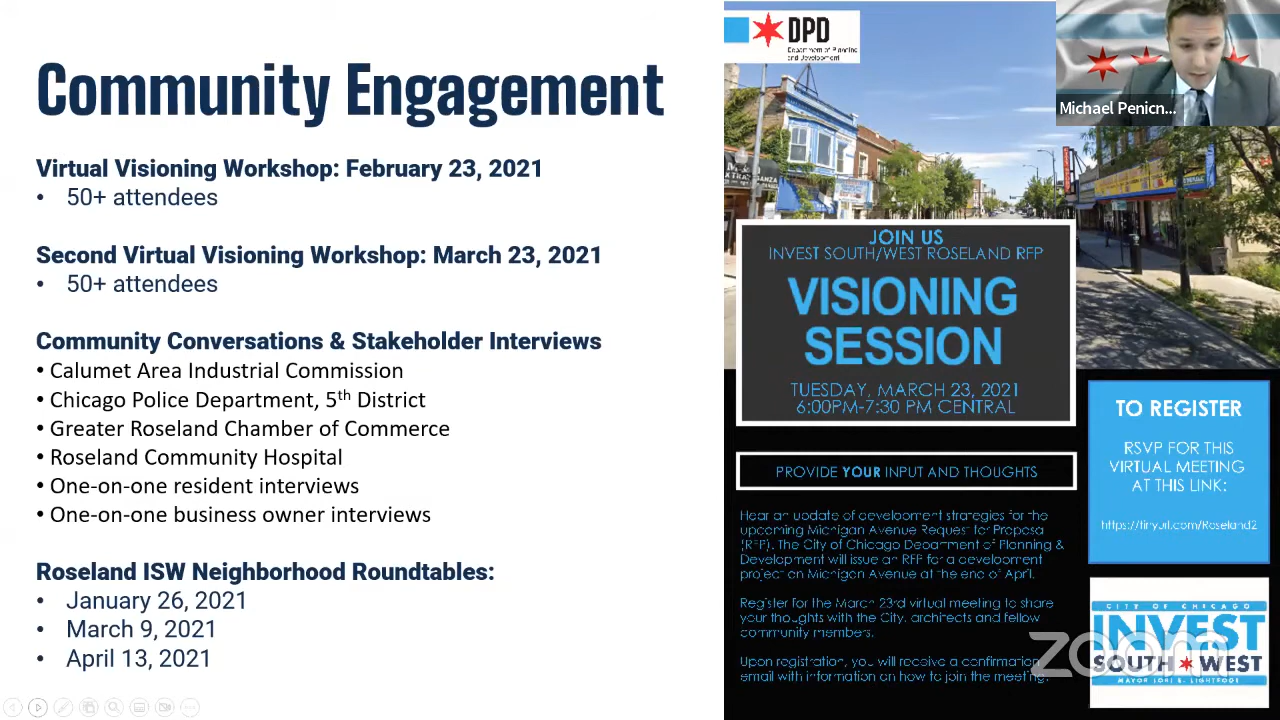 Community Engagement
Virtual Visioning Workshop: February 23, 2021
• 50+ attendees
Second Virtual Visioning Workshop: March 23, 2021
• 50+ attendees
Community Conversations & Stakeholder Interviews
• Calumet Area Industrial Commission
• Chicago Police Department, 5th District
• Greater Roseland Chamber of Commerce
• Roseland Community Hospital
• One-on-one resident interviews
• One-on-one business owner interviews
Roseland ISW Neighborhood Roundtables:
• January 26, 2021
• March 9, 2021
• April 13, 2021
DPD
Department of Planning
and Development
Michael Penicn...
JOIN US
INVEST SOUTH/WEST ROSELAND RFP
VISIONING
SESSION
TUESDAY, MARCH 23, 2021
6:00PM-7:30 PM CENTRAL
PROVIDE YOUR INPUT AND THOUGHTS
Hear an update of development strategies for the
upcoming Michigan Avenue Request for Proposa
(RFP). The City of Chicago Department of Planning &
Development will issue an RFP for a development
project on Michigan Avenue at the end of April.
Register for the March 23rd virtual meeting to share
your thoughts with the City, architects and fellow
community members.
Upon registration, you will receive a confirmation
email with information on how to join the meeting.
TO REGISTER
RSVP FOR THIS
VIRTUAL MEETING
AT THIS LINK:
https://tinyurl.com/Roseland2
CITY OF CHICAGO
INVEST
SOUTH WEST
MAYOR LORI E. LIGHTFOOT
zoom